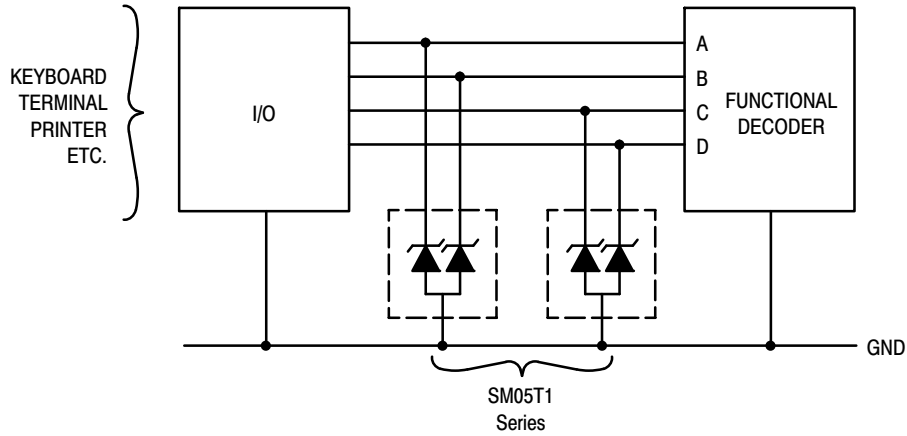 KEYBOARD
TERMINAL
PRINTER
ETC.
I/O
A
B
C
D
FUNCTIONAL
DECODER
GND
SM05T1
Series